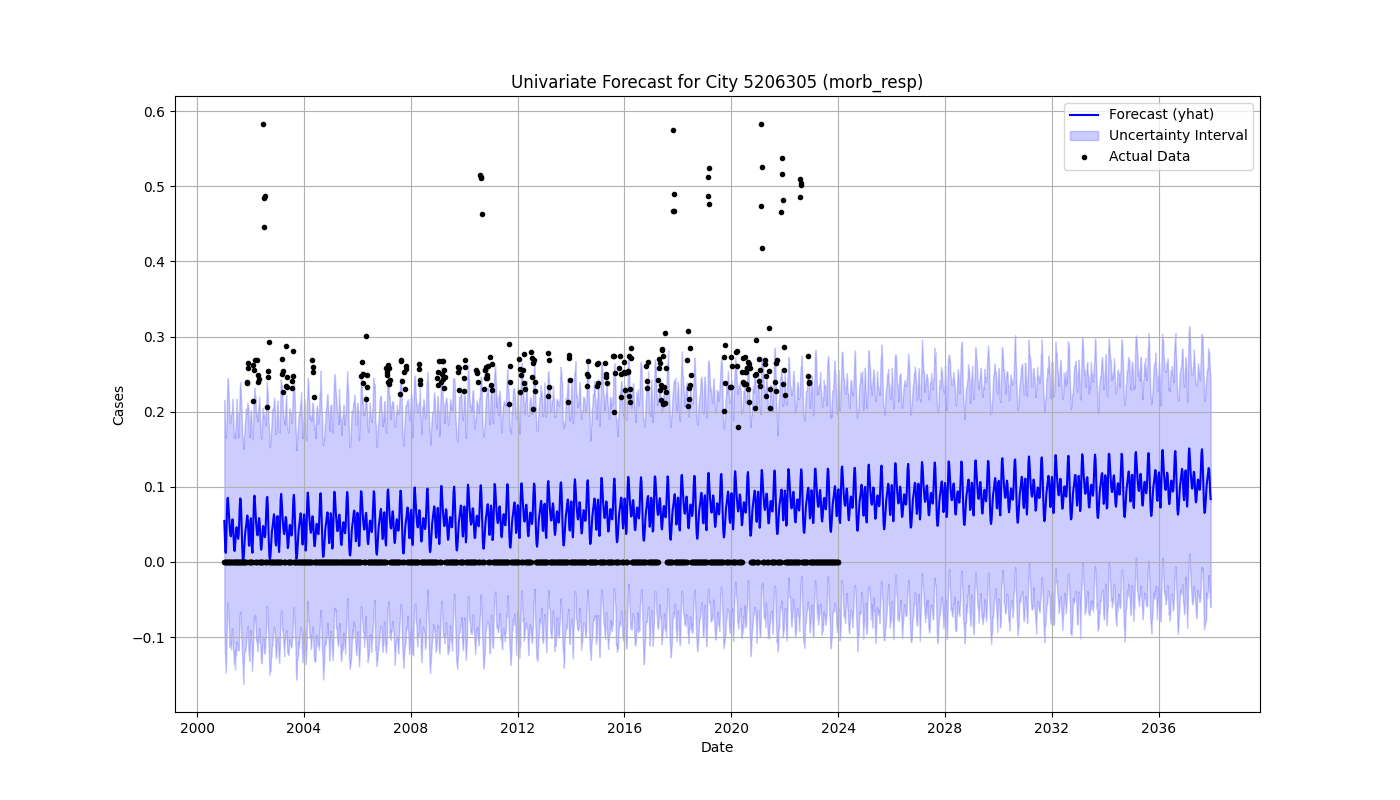 Univariate Forecast for City 5206305 (morb_resp)
Forecast (yhat)
Uncertainty Interval
Actual Data
Cases
0.6
0.5
0.4
0.3
0.2
0.1
0.0
−0.1
2000 2004 2008 2012 2016 2020 2024 2028 2032 2036
Date